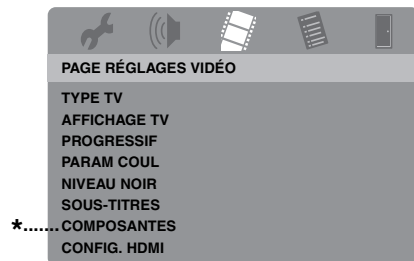 PAGE RÉGLAGES VIDÉO
TYPE TV
AFFICHAGE TV
PROGRESSIF
PARAM COUL
NIVEAU NOIR
SOUS-TITRES
*.......COMPOSANTES
CONFIG. HDMI